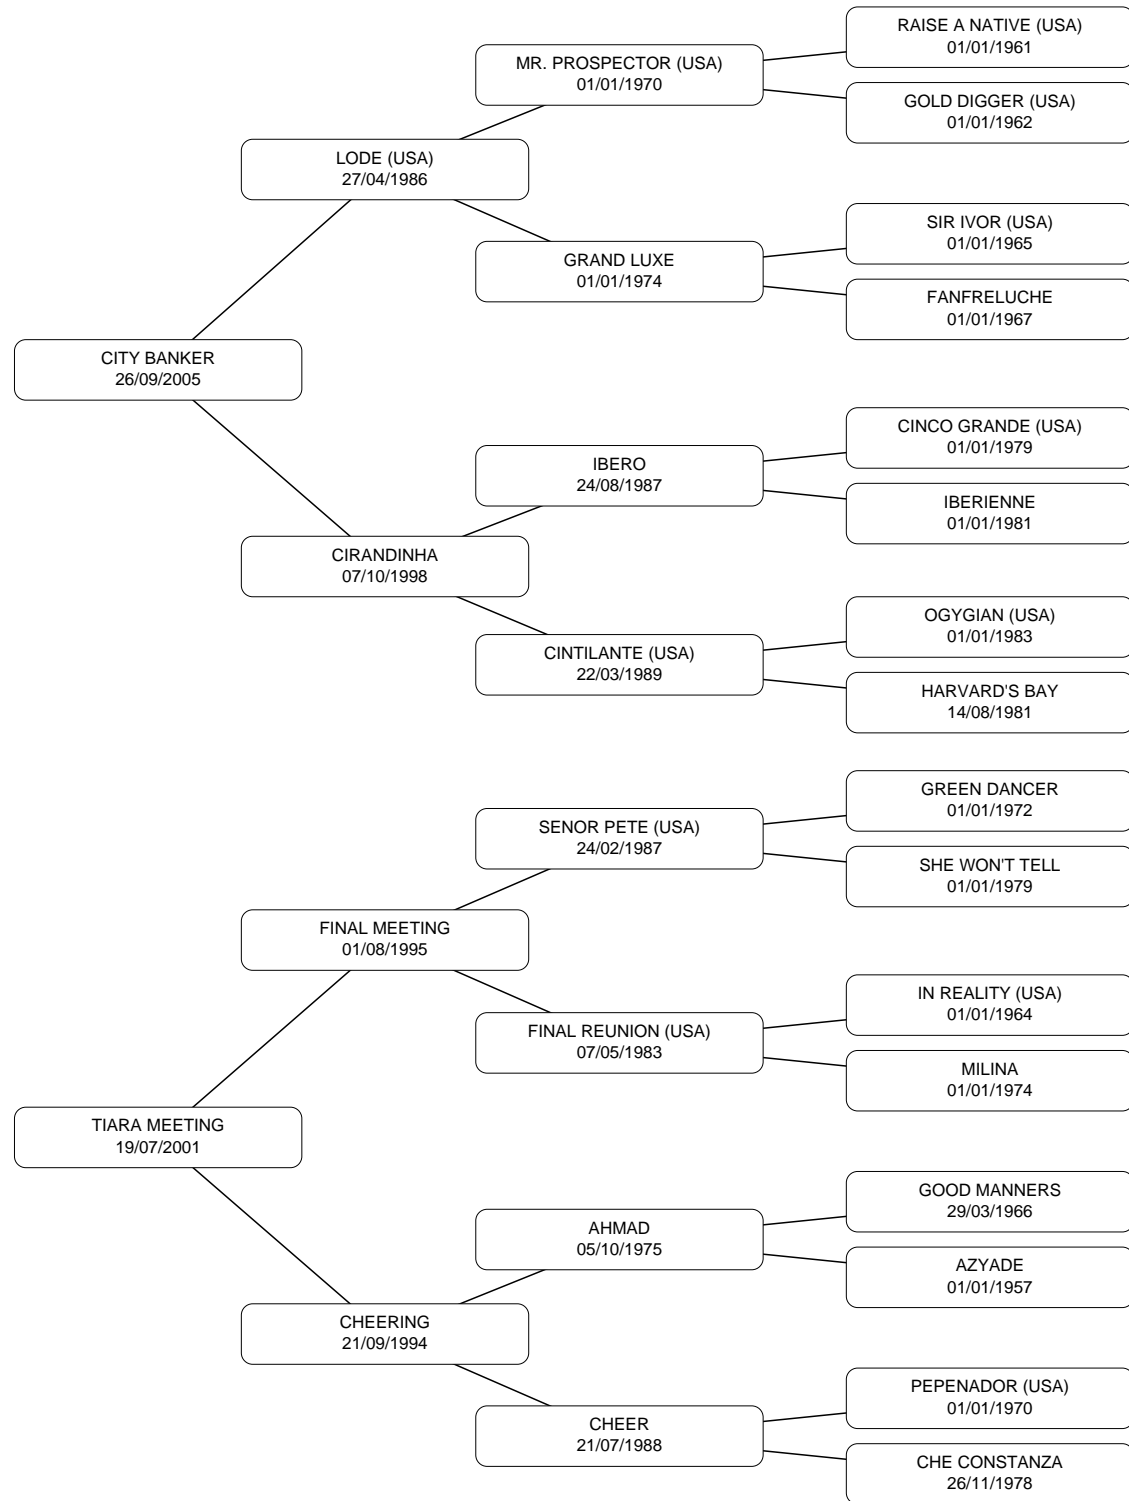 RAISE A NATIVE (USA)
01/01/1961
MR. PROSPECTOR (USA)
01/01/1970
GOLD DIGGER (USA)
01/01/1962
LODE (USA)
27/04/1986
SIR IVOR (USA)
01/01/1965
GRAND LUXE
01/01/1974
FANFRELUCHE
01/01/1967
CITY BANKER
26/09/2005
CINCO GRANDE (USA)
01/01/1979
IBERO
24/08/1987
IBERIENNE
01/01/1981
CIRANDINHA
07/10/1998
OGYGIAN (USA)
01/01/1983
CINTILANTE (USA)
22/03/1989
HARVARD'S BAY
14/08/1981
GREEN DANCER
01/01/1972
SENOR PETE (USA)
24/02/1987
SHE WON'T TELL
01/01/1979
FINAL MEETING
01/08/1995
IN REALITY (USA)
01/01/1964
FINAL REUNION (USA)
07/05/1983
MILINA
01/01/1974
TIARA MEETING
19/07/2001
GOOD MANNERS
29/03/1966
AHMAD
05/10/1975
AZYADE
01/01/1957
CHEERING
21/09/1994
PEPENADOR (USA)
01/01/1970
CHEER
21/07/1988
CHE CONSTANZA
26/11/1978